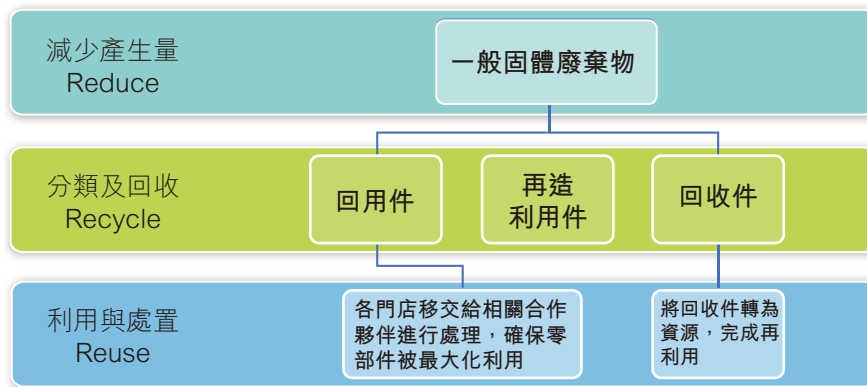 減少產生量
Reduce
一般固體廢棄物
分類及回收
Recycle
回用件
再造
利用件
回收件
利用與處置
Reuse
各門店移交給相關合作
夥伴進行處理，確保零
部件被最大化利用
將回收件轉為
資源，完成再
利用